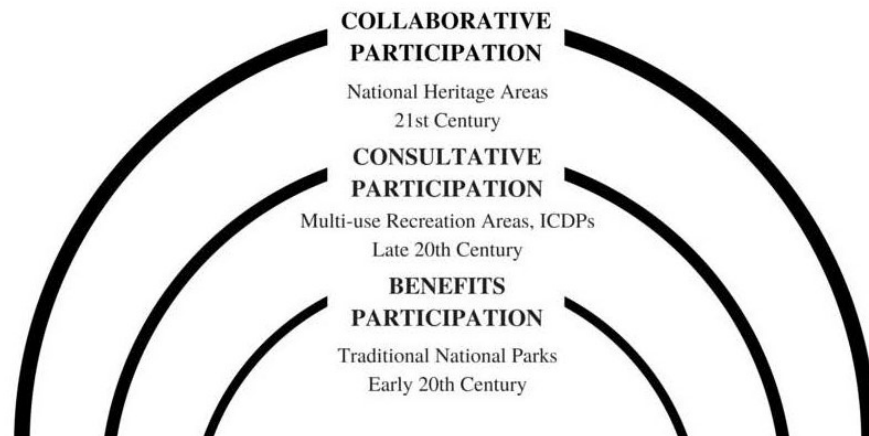 COLLABORATIVE
PARTICIPATION
National Heritage Areas
21st Century
CONSULTATIVE
PARTICIPATION
Multi-use Recreation Areas, ICDPs
Late 20th Century
BENEFITS
PARTICIPATION
Traditional National Parks
Early 20th Century